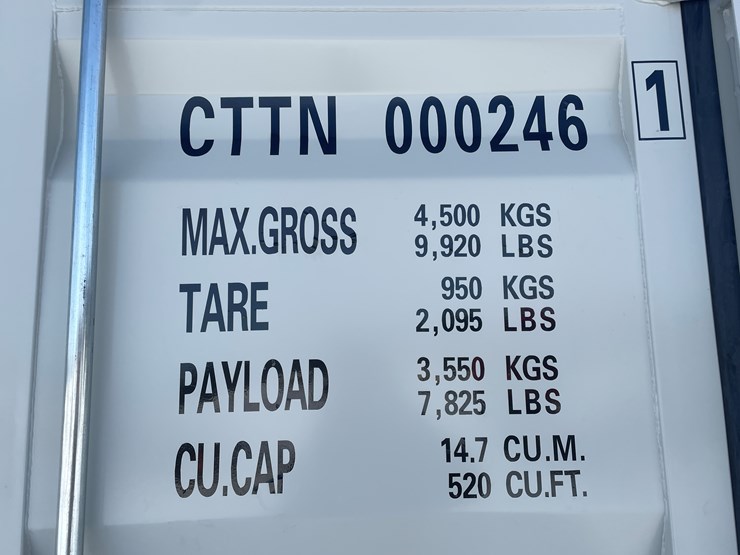 CTTN 000246 1
MAX.GROSS 4,500 KGS
9,920 LBS
TARE 950 KGS
2,095 LBS
PAYLOAD 3,550 KGS
7,825 LBS
CU.CAP 14.7 CU.M.
520 CU.FT.